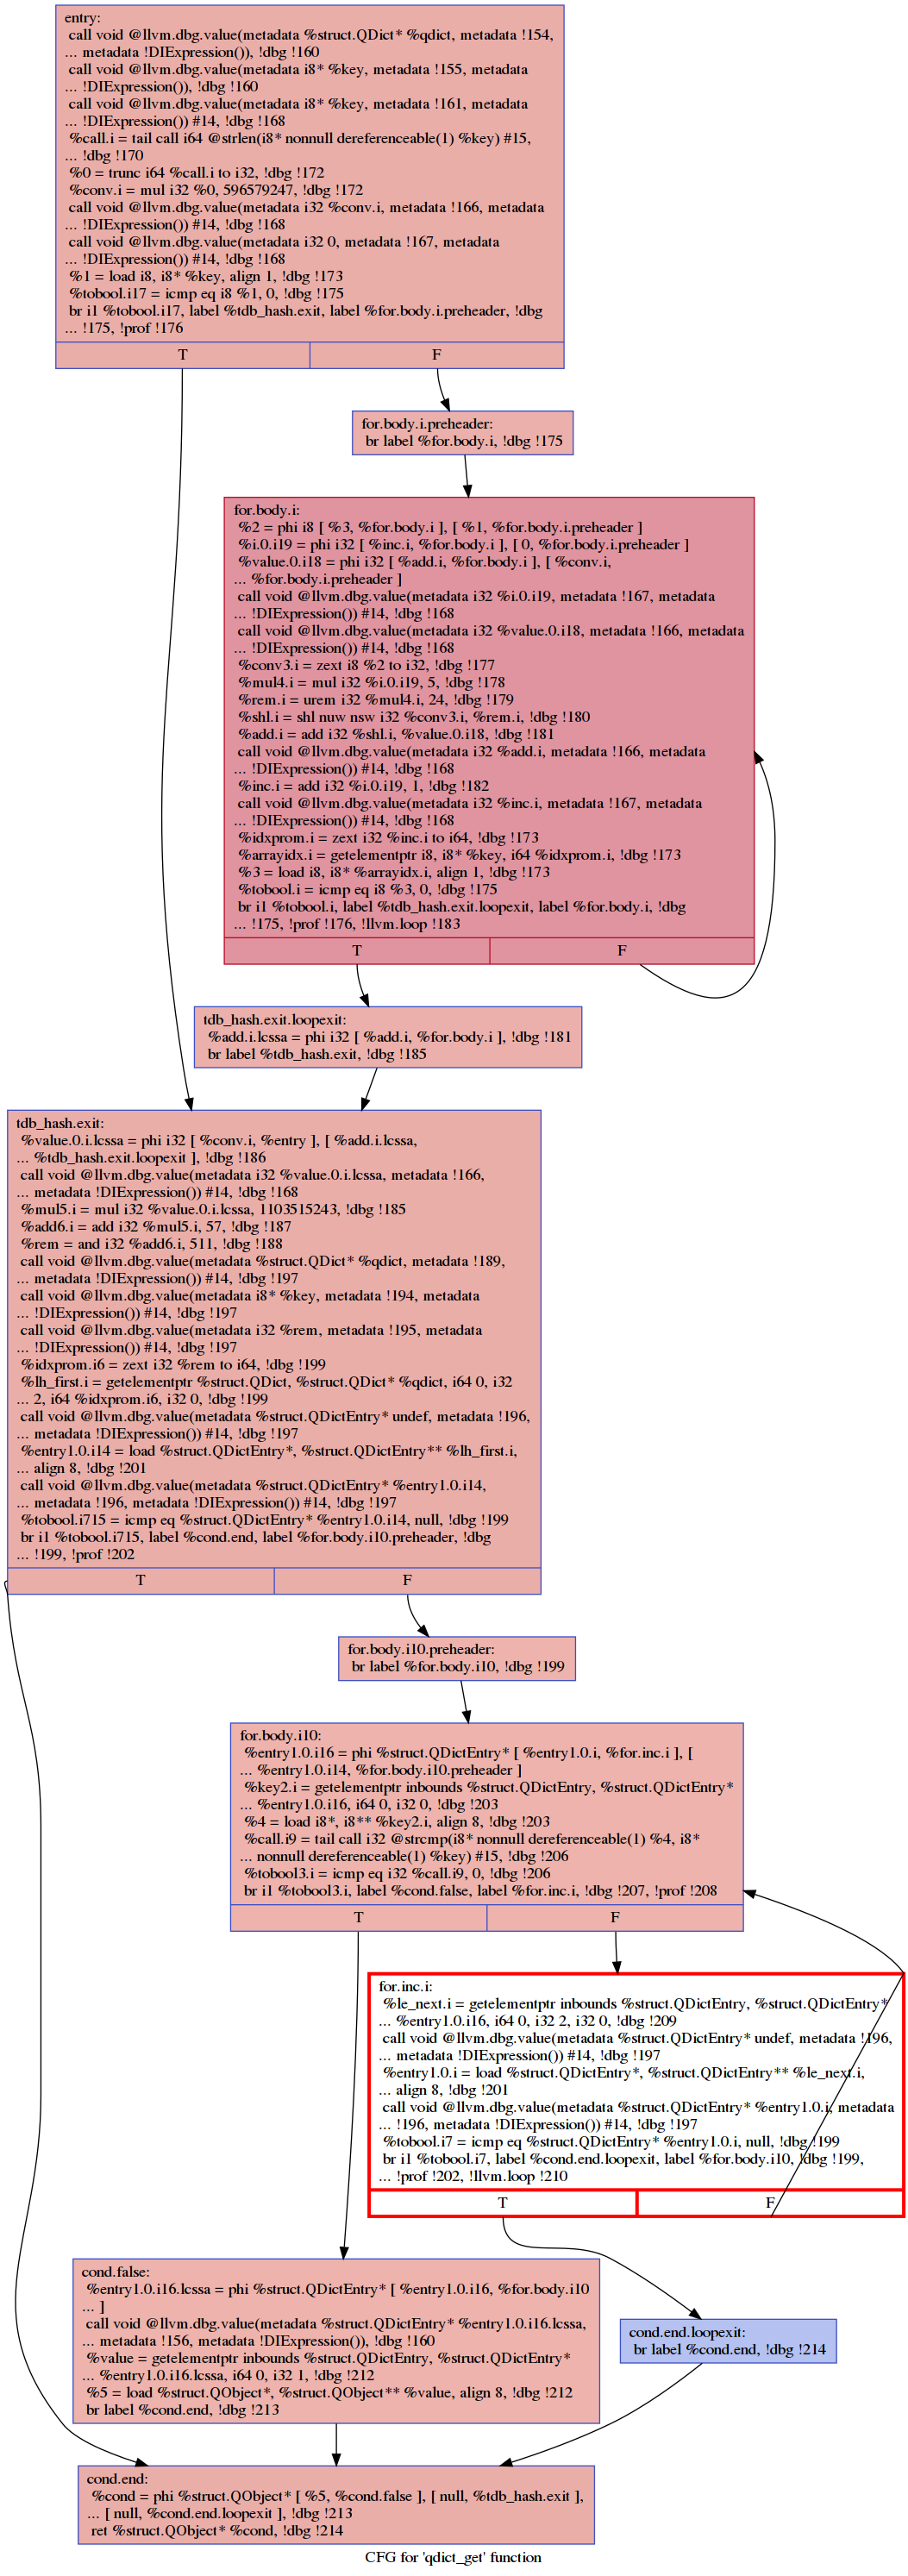 entry:
call void @llvm.dbg.value(metadata %struct.QDict* %qdict, metadata !154,
... metadata !DIExpression()), !dbg !160
call void @llvm.dbg.value(metadata i8* %key, metadata !155, metadata
... !DIExpression()), !dbg !160
call void @llvm.dbg.value(metadata i8* %key, metadata !161, metadata
... !DIExpression()) #14, !dbg !168
%call.i = tail call i64 @strlen(i8* nonnull dereferenceable(1) %key) #15,
... !dbg !170
%0 = trunc i64 %call.i to i32, !dbg !172
%conv.i = mul i32 %0, 596579247, !dbg !172
call void @llvm.dbg.value(metadata i32 %conv.i, metadata !166, metadata
... !DIExpression()) #14, !dbg !168
call void @llvm.dbg.value(metadata i32 0, metadata !167, metadata
... !DIExpression()) #14, !dbg !168
%1 = load i8, i8* %key, align 1, !dbg !173
%tobool.i17 = icmp eq i8 %1, 0, !dbg !175
br i1 %tobool.i17, label %tdb_hash.exit, label %for.body.i.preheader, !dbg
... !175, !prof !176
T F
for.body.i.preheader:
br label %for.body.i, !dbg !175
for.body.i:
%2 = phi i8 [ %3, %for.body.i ], [ %1, %for.body.i.preheader ]
%i.0.i19 = phi i32 [ %inc.i, %for.body.i ], [ 0, %for.body.i.preheader ]
%value.0.i18 = phi i32 [ %add.i, %for.body.i ], [ %conv.i,
... %for.body.i.preheader ]
call void @llvm.dbg.value(metadata i32 %i.0.i19, metadata !167, metadata
... !DIExpression()) #14, !dbg !168
call void @llvm.dbg.value(metadata i32 %value.0.i18, metadata !166, metadata
... !DIExpression()) #14, !dbg !168
%conv3.i = zext i8 %2 to i32, !dbg !177
%mul4.i = mul i32 %i.0.i19, 5, !dbg !178
%rem.i = urem i32 %mul4.i, 24, !dbg !179
%shl.i = shl nuw nsw i32 %conv3.i, %rem.i, !dbg !180
%add.i = add i32 %shl.i, %value.0.i18, !dbg !181
call void @llvm.dbg.value(metadata i32 %add.i, metadata !166, metadata
... !DIExpression()) #14, !dbg !168
%inc.i = add i32 %i.0.i19, 1, !dbg !182
call void @llvm.dbg.value(metadata i32 %inc.i, metadata !167, metadata
... !DIExpression()) #14, !dbg !168
%idxprom.i = zext i32 %inc.i to i64, !dbg !173
%arrayidx.i = getelementptr i8, i8* %key, i64 %idxprom.i, !dbg !173
%3 = load i8, i8* %arrayidx.i, align 1, !dbg !173
%tobool.i = icmp eq i8 %3, 0, !dbg !175
br i1 %tobool.i, label %tdb_hash.exit.loopexit, label %for.body.i, !dbg
... !175, !prof !176, !llvm.loop !183
T F
tdb_hash.exit.loopexit:
%add.i.lcssa = phi i32 [ %add.i, %for.body.i ], !dbg !181
br label %tdb_hash.exit, !dbg !185
tdb_hash.exit:
%value.0.i.lcssa = phi i32 [ %conv.i, %entry ], [ %add.i.lcssa,
... %tdb_hash.exit.loopexit ], !dbg !186
call void @llvm.dbg.value(metadata i32 %value.0.i.lcssa, metadata !166,
... metadata !DIExpression()) #14, !dbg !168
%mul5.i = mul i32 %value.0.i.lcssa, 1103515243, !dbg !185
%add6.i = add i32 %mul5.i, 57, !dbg !187
%rem = and i32 %add6.i, 511, !dbg !188
call void @llvm.dbg.value(metadata %struct.QDict* %qdict, metadata !189,
... metadata !DIExpression()) #14, !dbg !197
call void @llvm.dbg.value(metadata i8* %key, metadata !194, metadata
... !DIExpression()) #14, !dbg !197
call void @llvm.dbg.value(metadata i32 %rem, metadata !195, metadata
... !DIExpression()) #14, !dbg !197
%idxprom.i6 = zext i32 %rem to i64, !dbg !199
%lh_first.i = getelementptr %struct.QDict, %struct.QDict* %qdict, i64 0, i32
... 2, i64 %idxprom.i6, i32 0, !dbg !199
call void @llvm.dbg.value(metadata %struct.QDictEntry* undef, metadata !196,
... metadata !DIExpression()) #14, !dbg !197
%entry1.0.i14 = load %struct.QDictEntry*, %struct.QDictEntry** %lh_first.i,
... align 8, !dbg !201
call void @llvm.dbg.value(metadata %struct.QDictEntry* %entry1.0.i14,
... metadata !196, metadata !DIExpression()) #14, !dbg !197
%tobool.i715 = icmp eq %struct.QDictEntry* %entry1.0.i14, null, !dbg !199
br i1 %tobool.i715, label %cond.end, label %for.body.i10.preheader, !dbg
... !199, !prof !202
T F
for.body.i10.preheader:
br label %for.body.i10, !dbg !199
for.body.i10:
%entry1.0.i16 = phi %struct.QDictEntry* [ %entry1.0.i, %for.inc.i ], [
... %entry1.0.i14, %for.body.i10.preheader ]
%key2.i = getelementptr inbounds %struct.QDictEntry, %struct.QDictEntry*
... %entry1.0.i16, i64 0, i32 0, !dbg !203
%4 = load i8*, i8** %key2.i, align 8, !dbg !203
%call.i9 = tail call i32 @strcmp(i8* nonnull dereferenceable(1) %4, i8*
... nonnull dereferenceable(1) %key) #15, !dbg !206
%tobool3.i = icmp eq i32 %call.i9, 0, !dbg !206
br i1 %tobool3.i, label %cond.false, label %for.inc.i, !dbg !207, !prof !208
T F
for.inc.i:
%le_next.i = getelementptr inbounds %struct.QDictEntry, %struct.QDictEntry*
... %entry1.0.i16, i64 0, i32 2, i32 0, !dbg !209
call void @llvm.dbg.value(metadata %struct.QDictEntry* undef, metadata !196,
... metadata !DIExpression()) #14, !dbg !197
%entry1.0.i = load %struct.QDictEntry*, %struct.QDictEntry** %le_next.i,
... align 8, !dbg !201
call void @llvm.dbg.value(metadata %struct.QDictEntry* %entry1.0.i, metadata
... !196, metadata !DIExpression()) #14, !dbg !197
%tobool.i7 = icmp eq %struct.QDictEntry* %entry1.0.i, null, !dbg !199
br i1 %tobool.i7, label %cond.end.loopexit, label %for.body.i10, !dbg !199,
... !prof !202, !llvm.loop !210
T F
cond.false:
%entry1.0.i16.lcssa = phi %struct.QDictEntry* [ %entry1.0.i16, %for.body.i10
... ]
call void @llvm.dbg.value(metadata %struct.QDictEntry* %entry1.0.i16.lcssa,
... metadata !156, metadata !DIExpression()), !dbg !160
%value = getelementptr inbounds %struct.QDictEntry, %struct.QDictEntry*
... %entry1.0.i16.lcssa, i64 0, i32 1, !dbg !212
%5 = load %struct.QObject*, %struct.QObject** %value, align 8, !dbg !212
br label %cond.end, !dbg !213
cond.end.loopexit:
br label %cond.end, !dbg !214
cond.end:
%cond = phi %struct.QObject* [ %5, %cond.false ], [ null, %tdb_hash.exit ],
... [ null, %cond.end.loopexit ], !dbg !213
ret %struct.QObject* %cond, !dbg !214
CFG for 'qdict_get' function